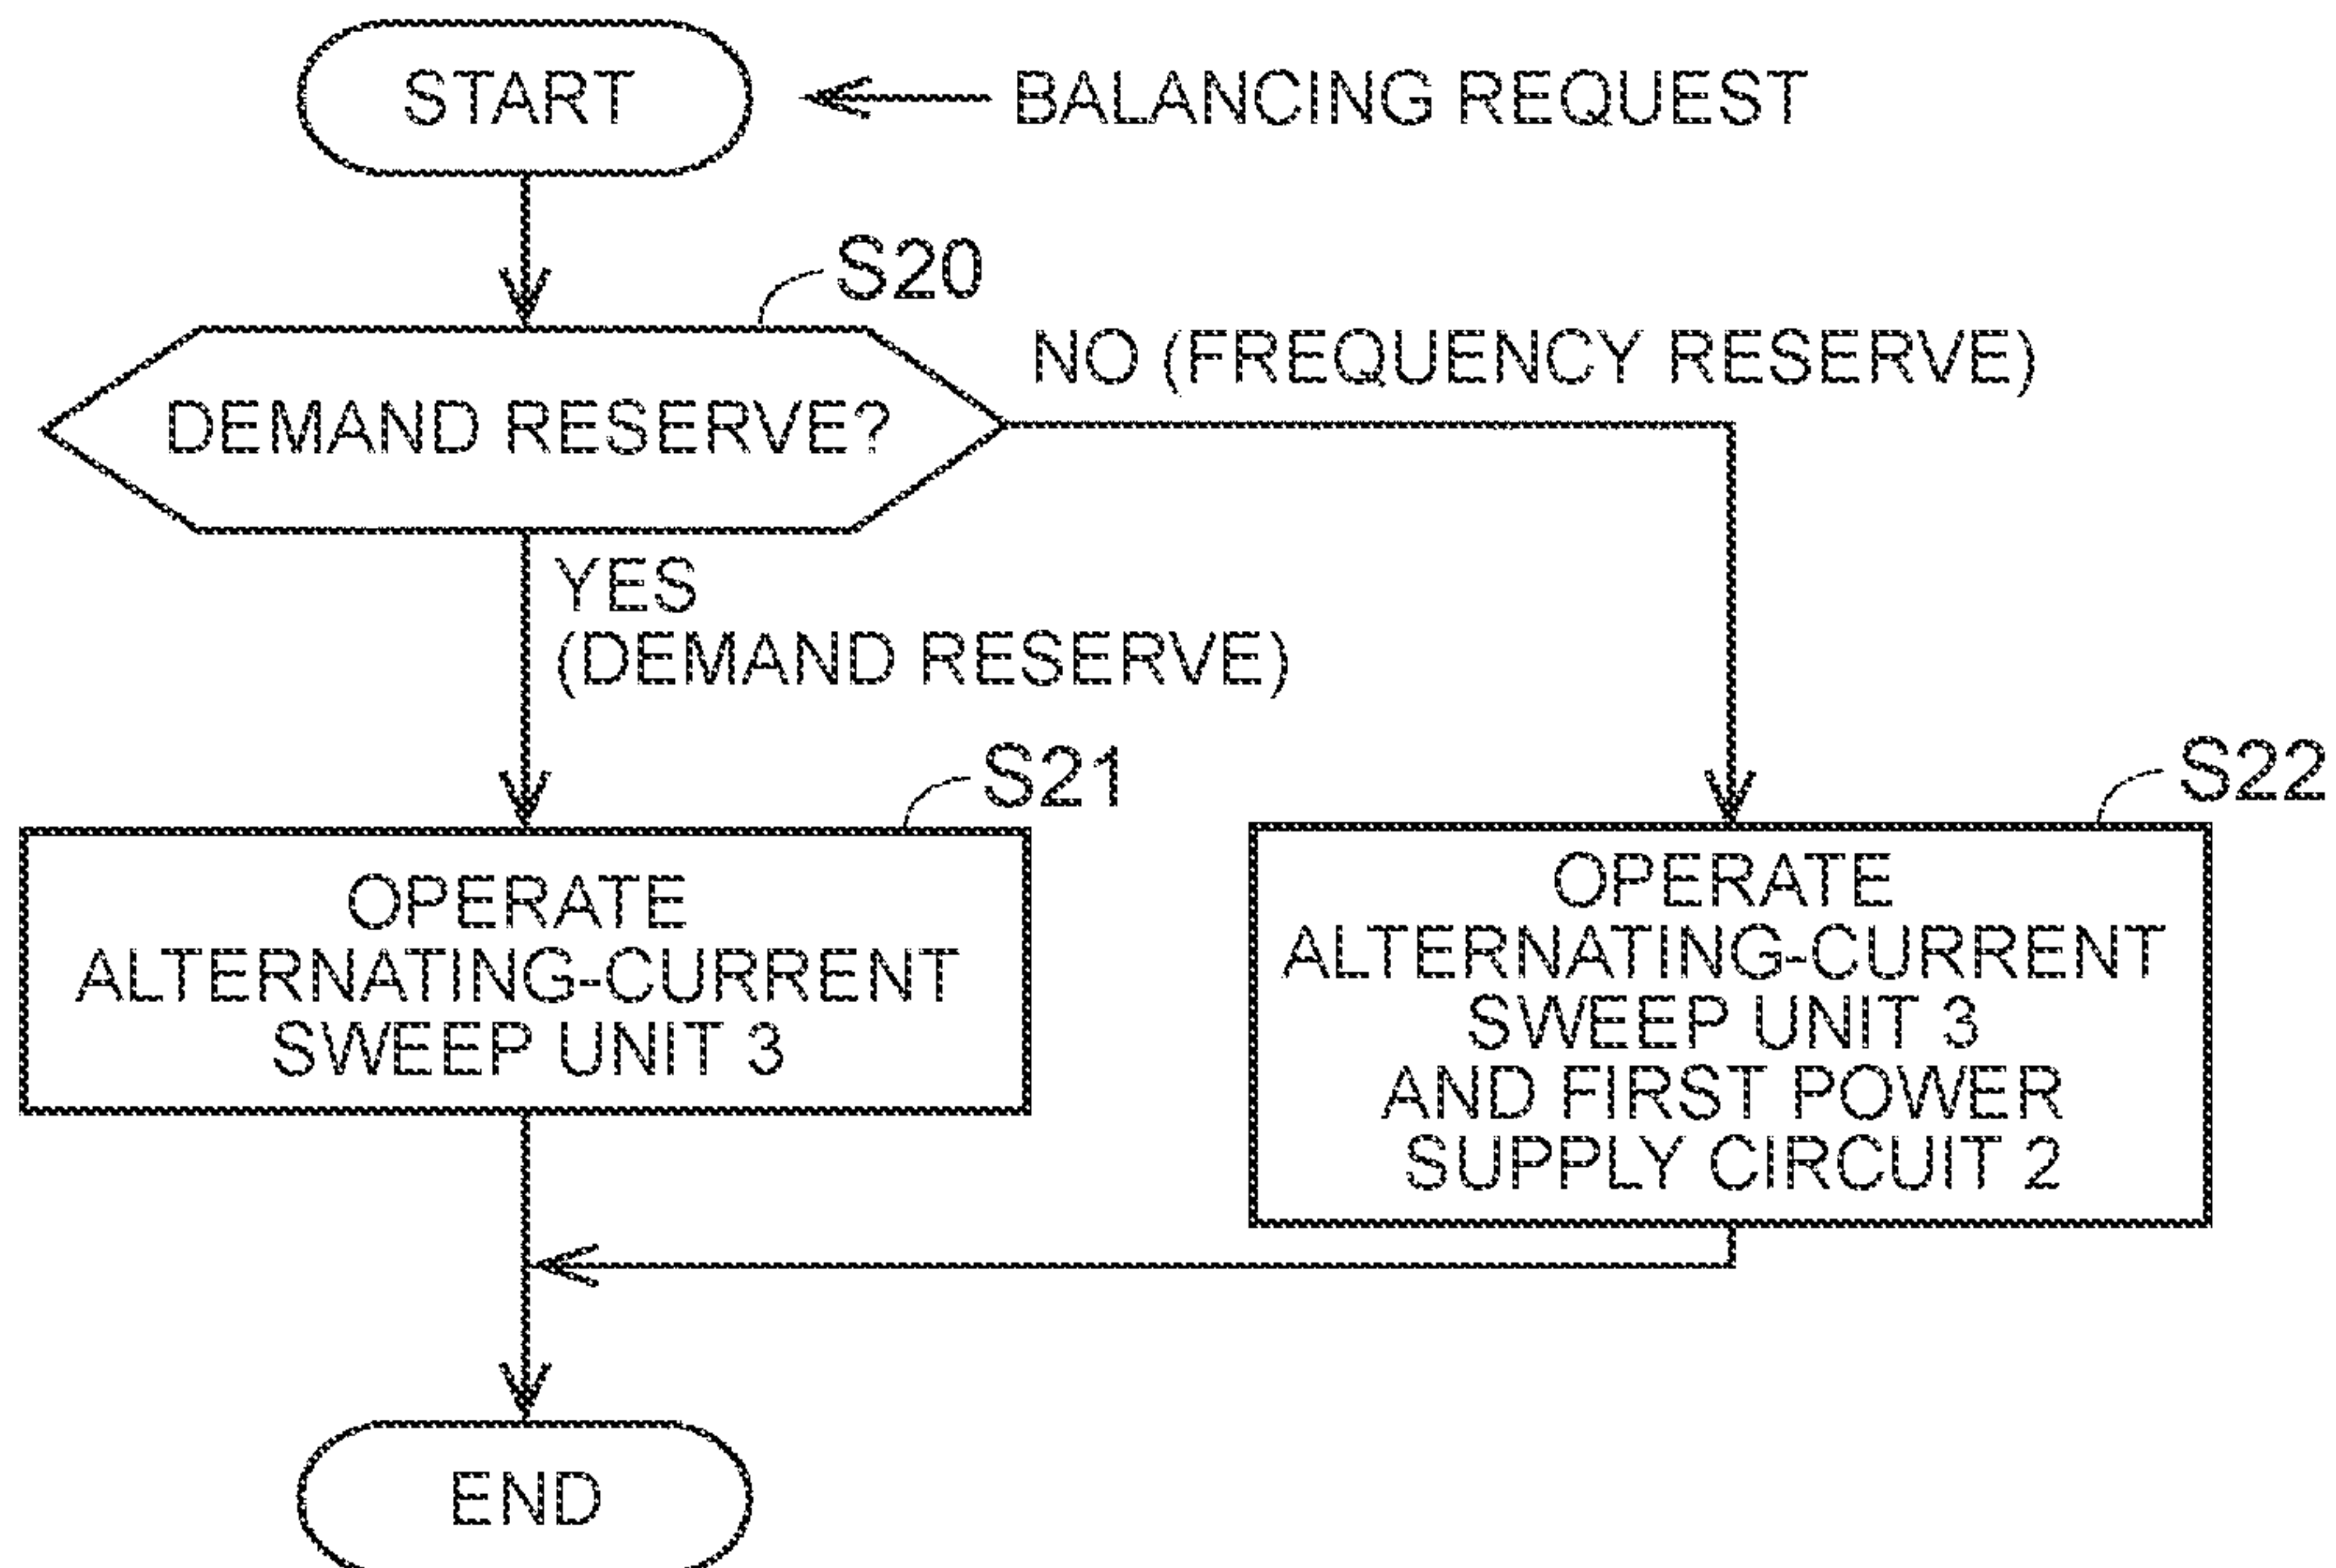 START
BALANCING REQUEST
S20
DEMAND RESERVE?
NO (FREQUENCY RESERVE)
YES
(DEMAND RESERVE)
S21
OPERATE
ALTERNATING-CURRENT
SWEEP UNIT 3
S22
OPERATE
ALTERNATING-CURRENT
SWEEP UNIT 3
AND FIRST POWER
SUPPLY CIRCUIT 2
END